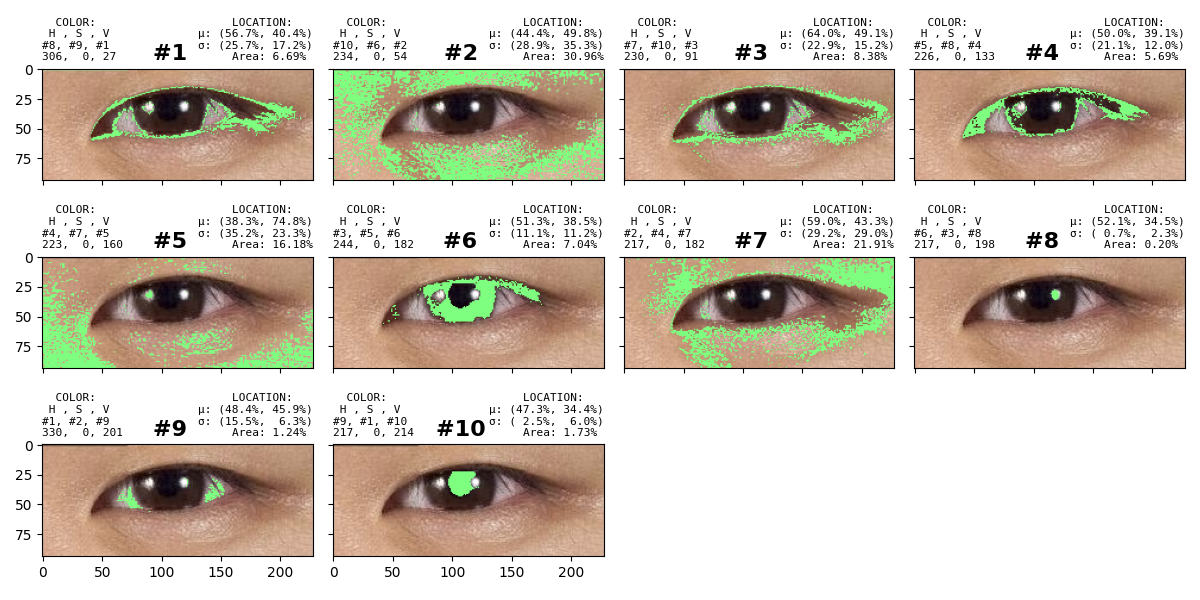 COLOR: LOCATION:
H , S , V μ: (56.7%, 40.4%)
#8, #9, #1 σ: (25.7%, 17.2%)
306, 0, 27 #1 Area: 6.69%
COLOR: LOCATION:
H , S , V μ: (44.4%, 49.8%)
#10, #6, #2 σ: (28.9%, 35.3%)
234, 0, 54 #2 Area: 30.96%
COLOR: LOCATION:
H , S , V μ: (64.0%, 49.1%)
#7, #10, #3 σ: (22.9%, 15.2%)
230, 0, 91 #3 Area: 8.38%
COLOR: LOCATION:
H , S , V μ: (50.0%, 39.1%)
#5, #8, #4 σ: (21.1%, 12.0%)
226, 0, 133 #4 Area: 5.69%
0
25
50
75
COLOR: LOCATION:
H , S , V μ: (38.3%, 74.8%)
#4, #7, #5 σ: (35.2%, 23.3%)
223, 0, 160 #5 Area: 16.18%
COLOR: LOCATION:
H , S , V μ: (51.3%, 38.5%)
#3, #5, #6 σ: (11.1%, 11.2%)
244, 0, 182 #6 Area: 7.04%
COLOR: LOCATION:
H , S , V μ: (59.0%, 43.3%)
#2, #4, #7 σ: (29.2%, 29.0%)
217, 0, 182 #7 Area: 21.91%
COLOR: LOCATION:
H , S , V μ: (52.1%, 34.5%)
#6, #3, #8 σ: ( 0.7%, 2.3%)
217, 0, 198 #8 Area: 0.20%
0
25
50
75
COLOR: LOCATION:
H , S , V μ: (48.4%, 45.9%)
#1, #2, #9 σ: (15.5%, 6.3%)
330, 0, 201 #9 Area: 1.24%
COLOR: LOCATION:
H , S , V μ: (47.3%, 34.4%)
#9, #1, #10 σ: ( 2.5%, 6.0%)
217, 0, 214 #10 Area: 1.73%
0
25
50
75
0 50 100 150 200
0 50 100 150 200